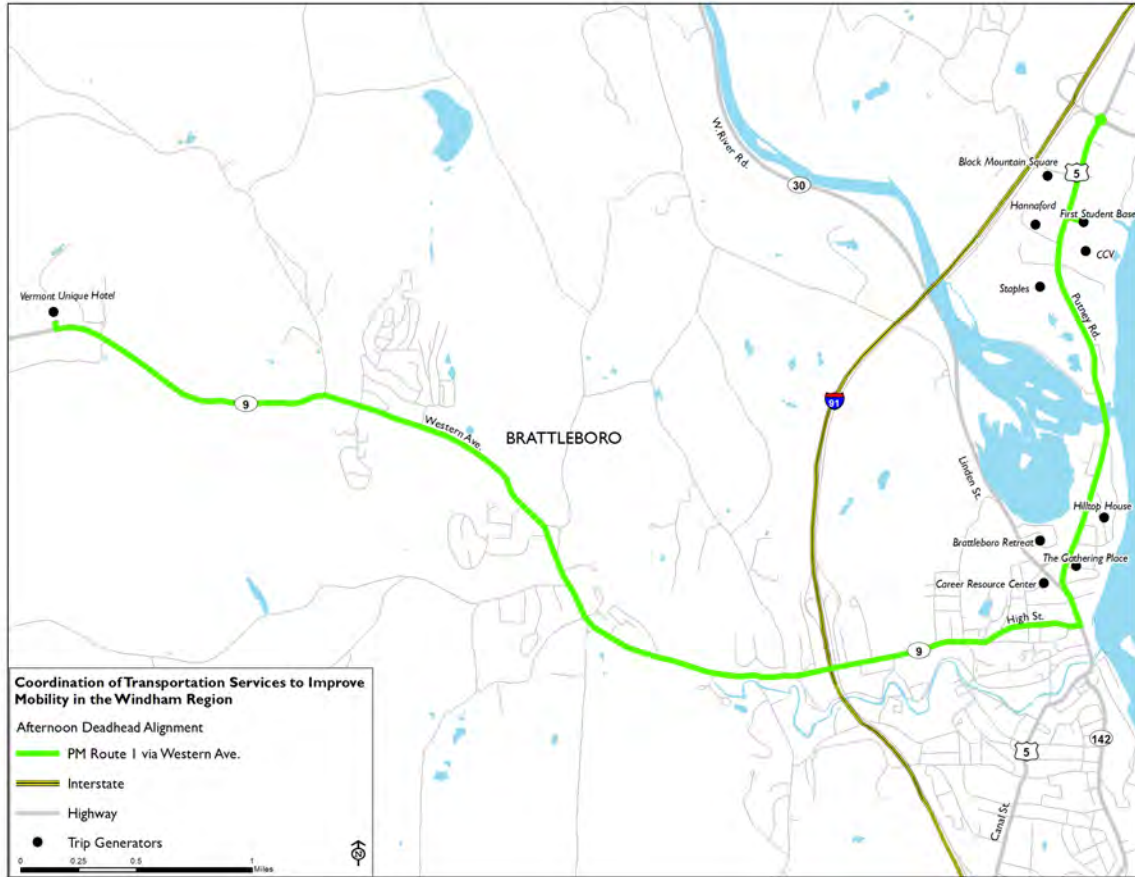 W. River Rd.
30
Black Mountain Square
5
Hannaford
First Student Base
CCV
Staples
Putney Rd.
Vermont Unique Hotel
9
Western Ave.
BRATTLEBORO
91
Linden St.
Hilltop House
Brattleboro Retreat
The Gathering Place
Career Resource Center
High St.
9
5
142
Canal St.
Coordination of Transportation Services to Improve
Mobility in the Windham Region
Afternoon Deadhead Alignment
PM Route 1 via Western Ave.
Interstate
Highway
Trip Generators
N
0 0.25 0.5 1
Miles